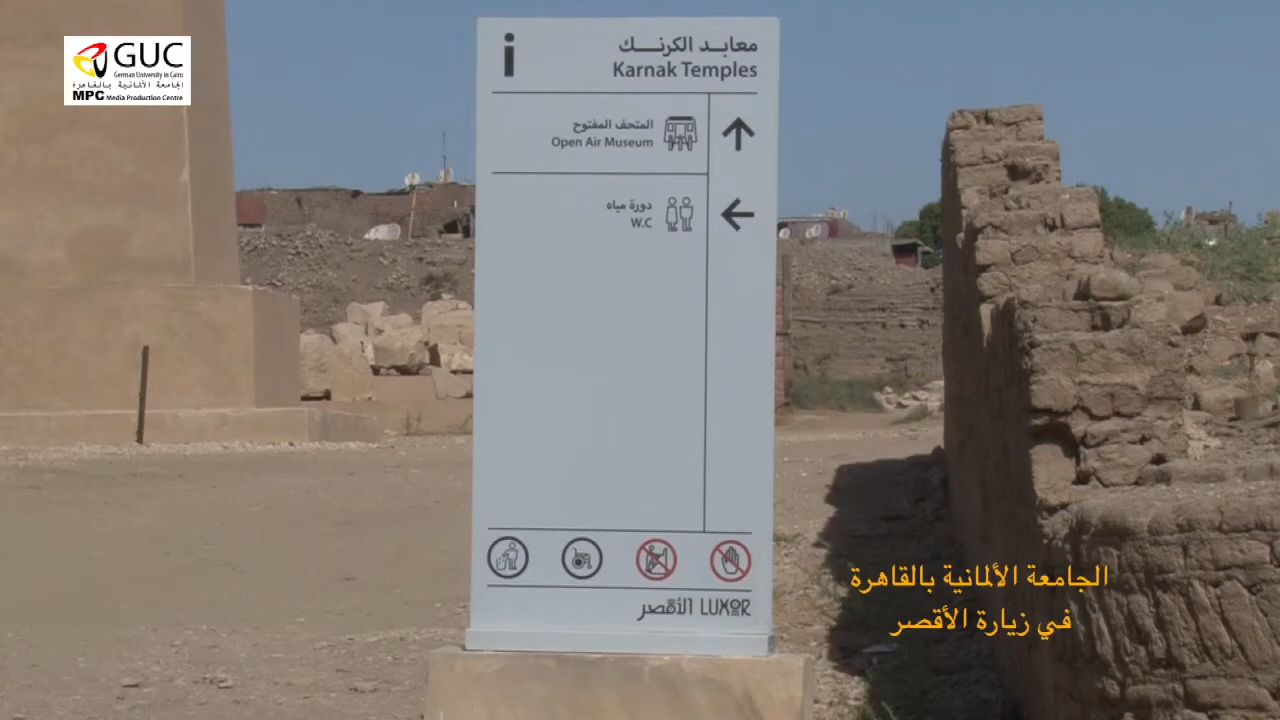 GUC
German University in Cairo
الجامعة الألمانية بالقاهرة
MPC Media Production Centre
i
معابد الكرنك
Karnak Temples
المتحف المفتوح
Open Air Museum
دورة مياه
W.C
الأقصر LUXOR
الجامعة الألمانية بالقاهرة
في زيارة الأقصر